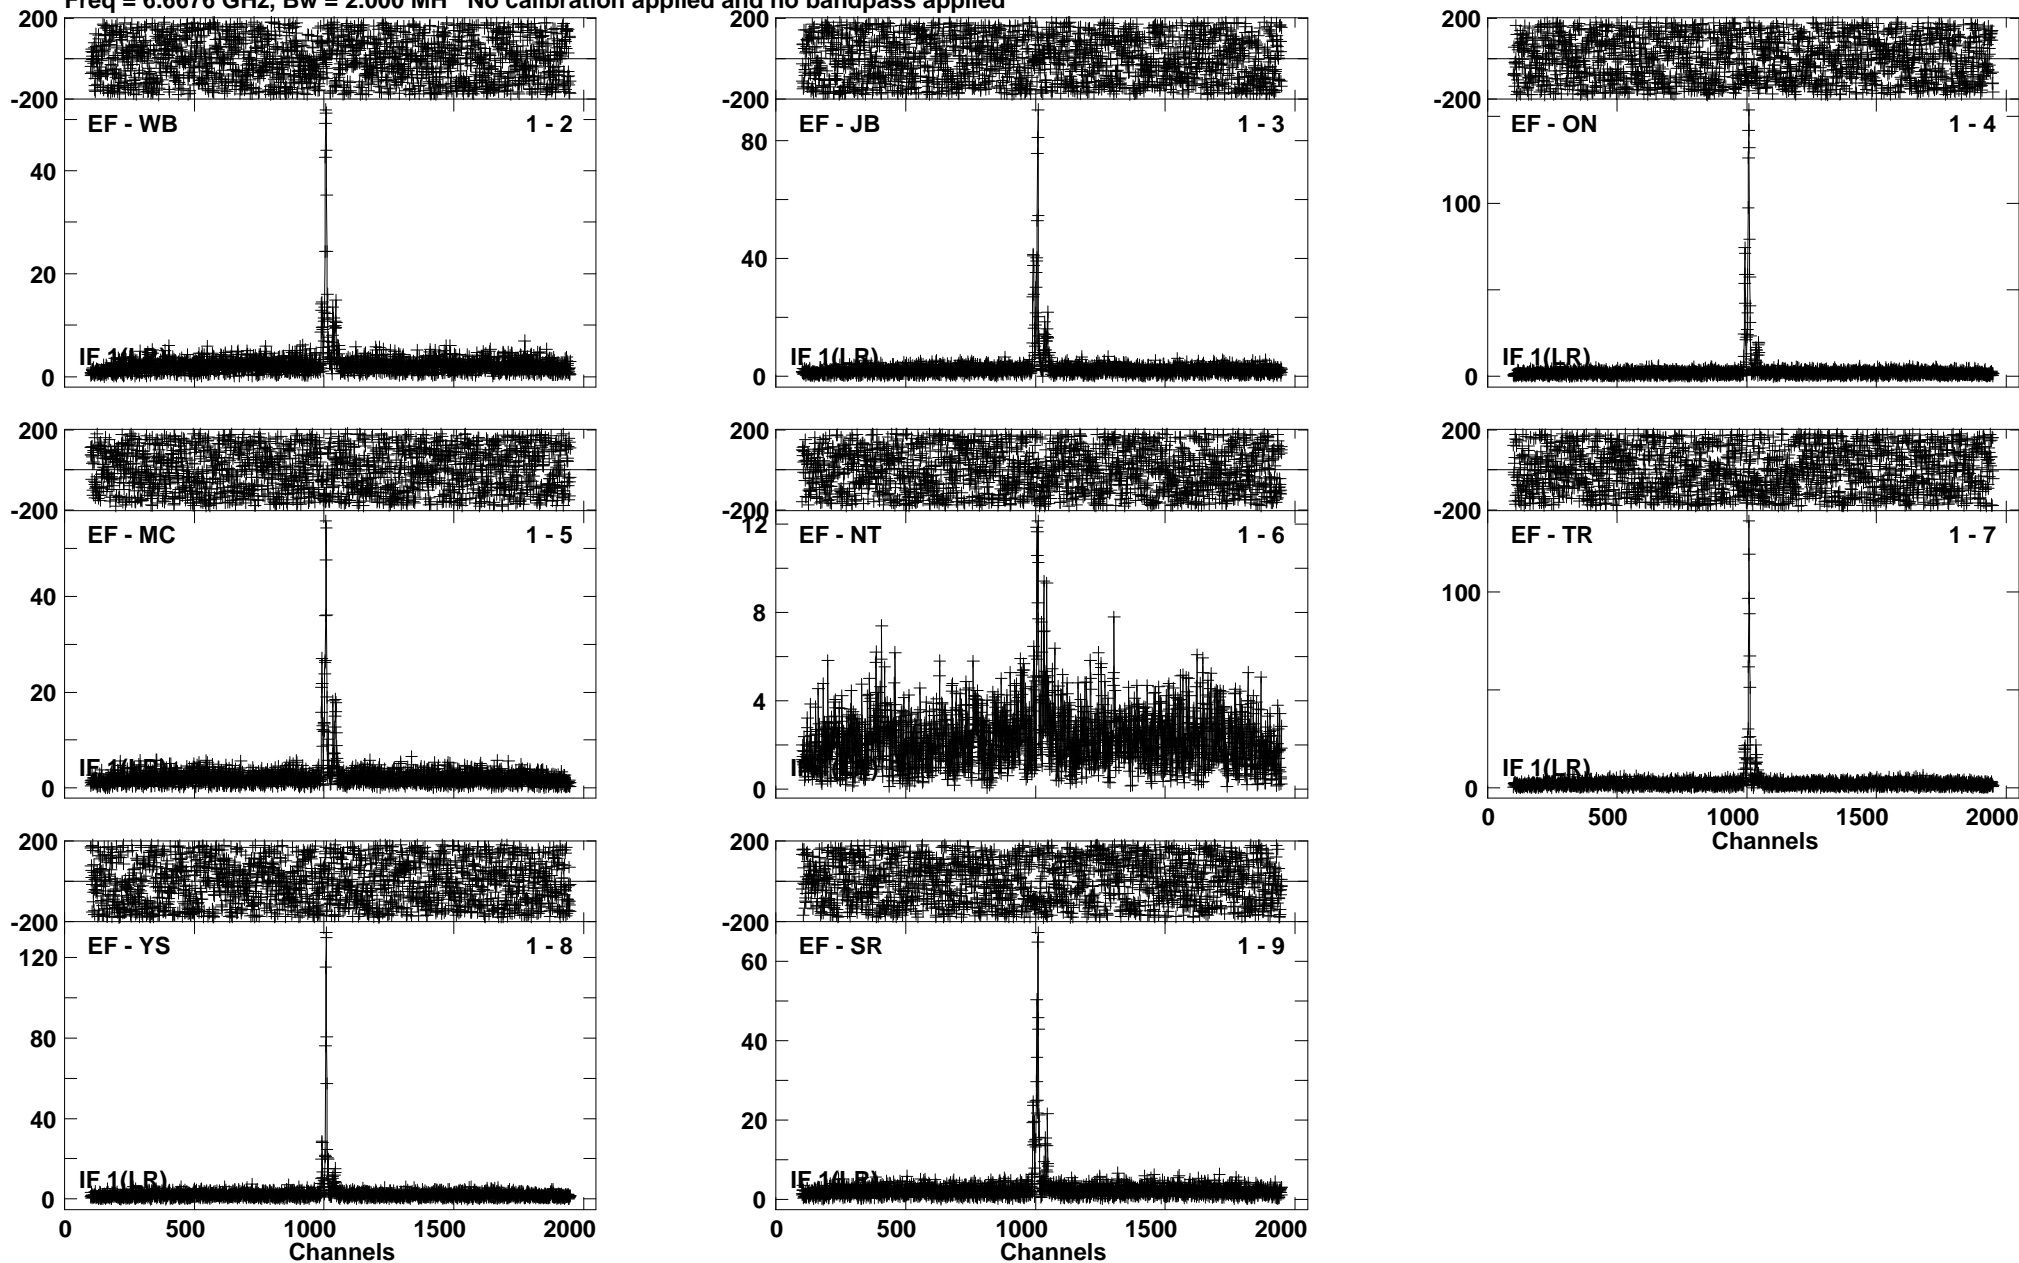 Freq = 6.6676 GHz, Bw = 2.000 MH No calibration applied and no bandpass applied
200
-200
EF - WB 1 - 2
40
20
0
IF 1(LR)
200
-200
EF - JB 1 - 3
80
40
0
IF 1(LR)
200
-200
EF - ON 1 - 4
100
0
IF 1(LR)
200
-200
EF - MC 1 - 5
40
20
0
IF 1(LR)
200
-200
EF - NT 1 - 6
12
8
4
0
200
-200
EF - TR 1 - 7
100
0
IF 1(LR)
0 500 1000 1500 2000
Channels
200
-200
EF - YS 1 - 8
120
80
40
0
IF 1(LR)
0 500 1000 1500 2000
Channels
200
-200
EF - SR 1 - 9
60
40
20
0
IF 1(LR)
0 500 1000 1500 2000
Channels